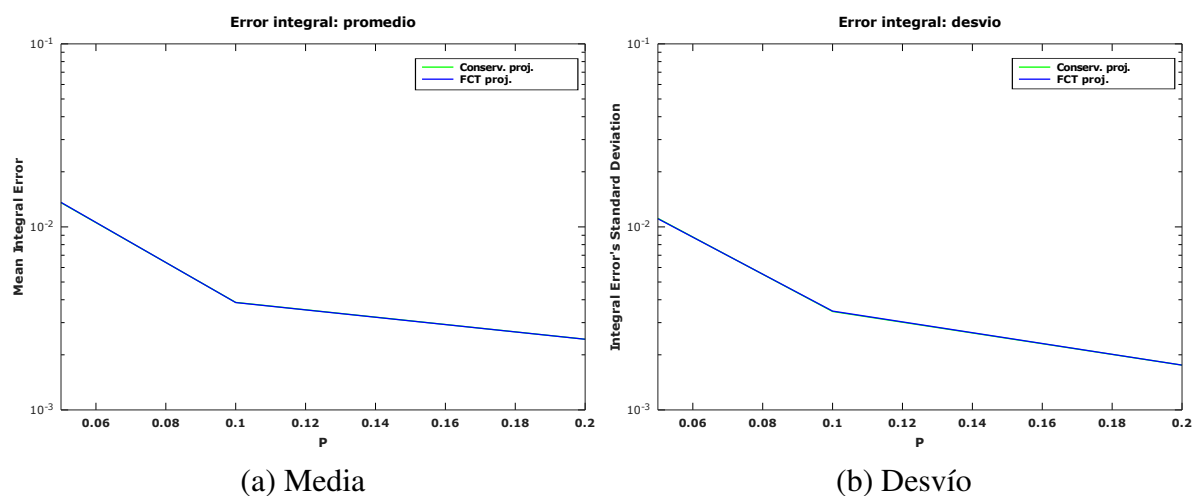 Error integral: promedio
10^-1
Conserv. proj.
FCT proj.
Mean Integral Error
10^-2
10^-3
0.06 0.08 0.1 0.12 0.14 0.16 0.18 0.2
P
(a) Media
Error integral: desvio
10^-1
Conserv. proj.
FCT proj.
Integral Error's Standard Deviation
10^-2
10^-3
0.06 0.08 0.1 0.12 0.14 0.16 0.18 0.2
P
(b) Desvío